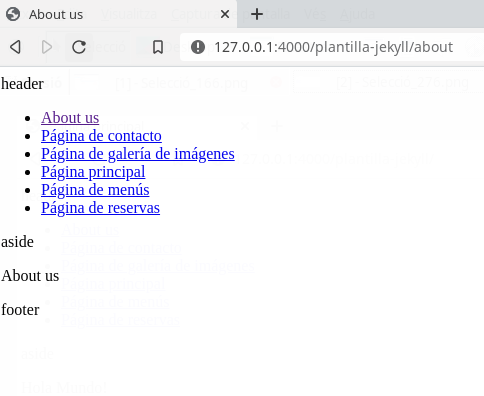 About us
127.0.0.1:4000/plantilla-jekyll/about
header
About us
Página de contacto
Página de galería de imágenes
Página principal
Página de menús
Página de reservas
aside
About us
footer